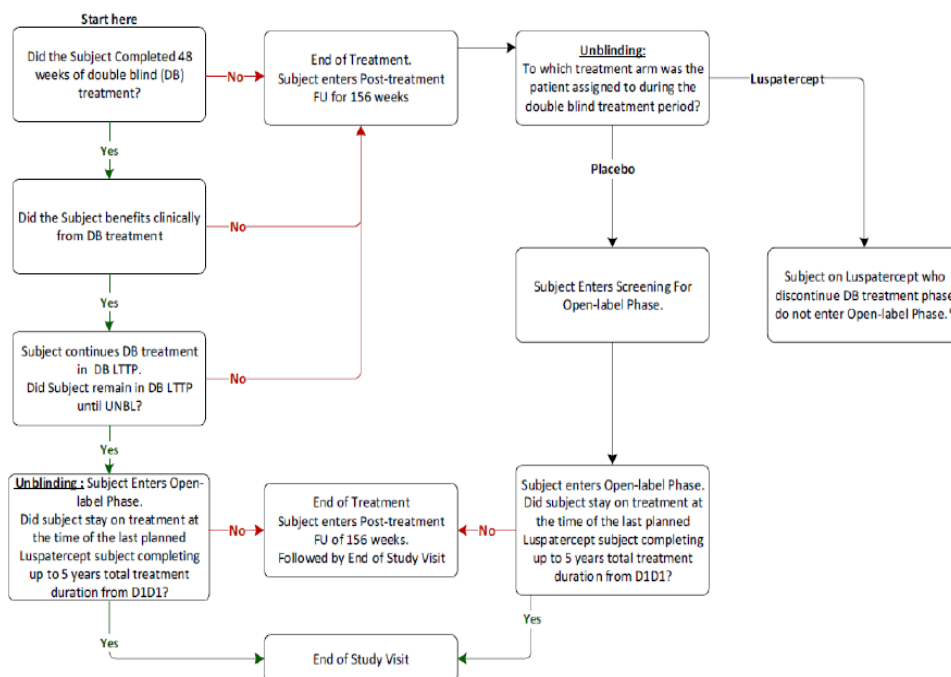 Start here
Did the Subject Completed 48
weeks of double blind (DB)
treatment?
No
End of Treatment.
Subject enters Post-treatment
FU for 156 weeks
Unblinding:
To which treatment arm was the
patient assigned to during the
double blind treatment period?
Luspatercept
Yes
Placebo
Did the Subject benefits clinically
from DB treatment
No
Subject Enters Screening For
Open-label Phase.
Subject on Luspatercept who
discontinue DB treatment phase
do not enter Open-label Phase.
Yes
Subject continues DB treatment
in DB LTTP.
Did Subject remain in DB LTTP
until UNBL?
No
Yes
Unblinding : Subject Enters Open-
label Phase.
Did subject stay on treatment at
the time of the last planned
Luspatercept subject completing
up to 5 years total treatment
duration from D1D1?
No
End of Treatment
Subject enters Post-treatment
FU of 156 weeks.
Followed by End of Study Visit
No
Subject enters Open-label Phase.
Did subject stay on treatment at
the time of the last planned
Luspatercept subject completing
up to 5 years total treatment
duration from D1D1?
Yes
Yes
End of Study Visit